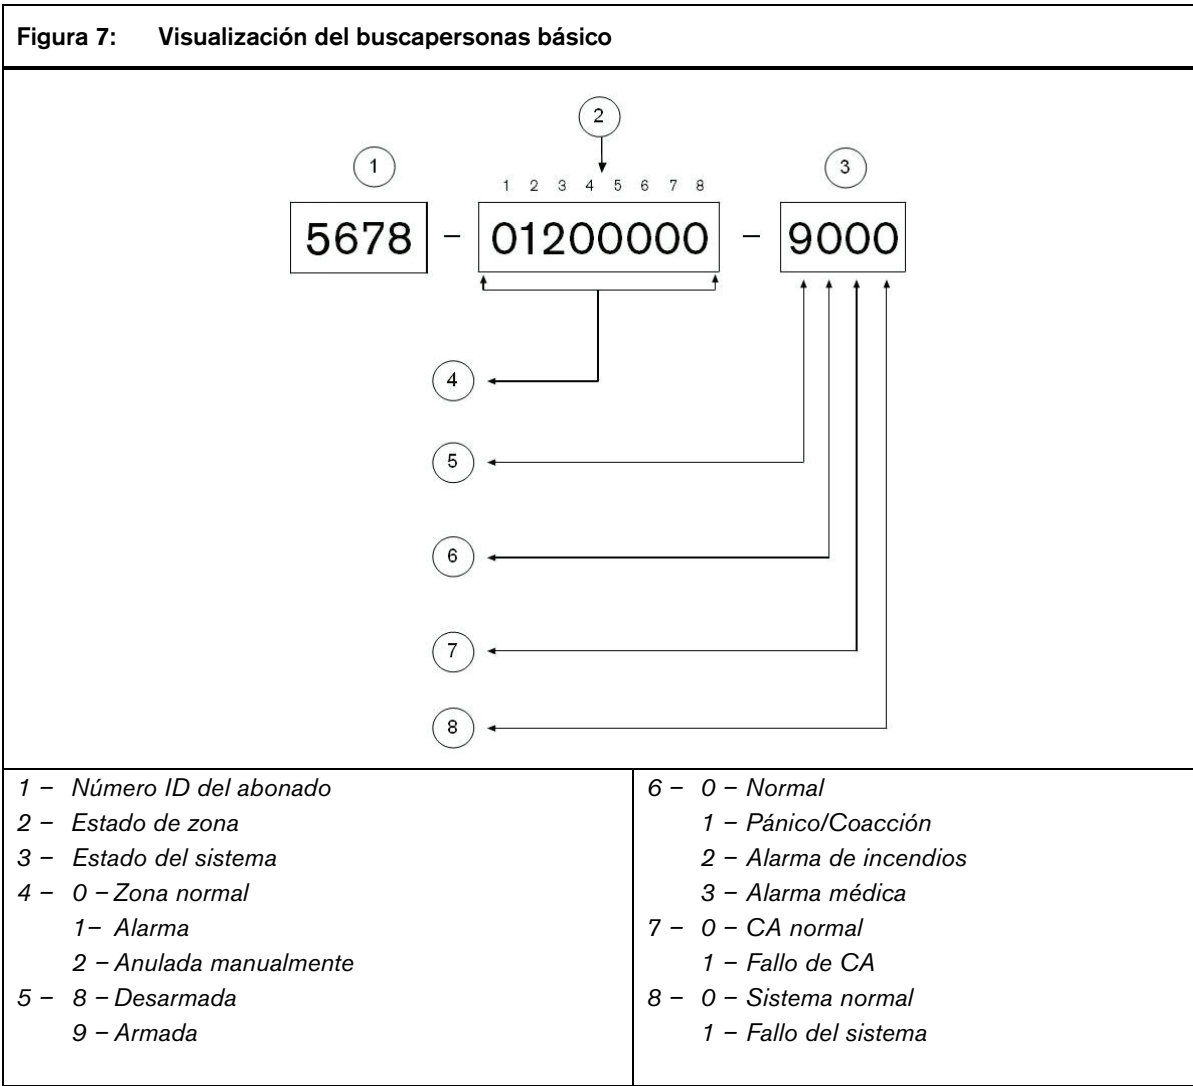 Figura 7: Visualización del buscapersonas básico
2
1
3
1 2 3 4 5 6 7 8
5678 – 01200000 – 9000
4
5
6
7
8
1 – Número ID del abonado
2 – Estado de zona
3 – Estado del sistema
4 – 0 – Zona normal
1– Alarma
2 – Anulada manualmente
5 – 8 – Desarmada
9 – Armada
6 – 0 – Normal
1 – Pánico/Coacción
2 – Alarma de incendios
3 – Alarma médica
7 – 0 – CA normal
1 – Fallo de CA
8 – 0 – Sistema normal
1 – Fallo del sistema